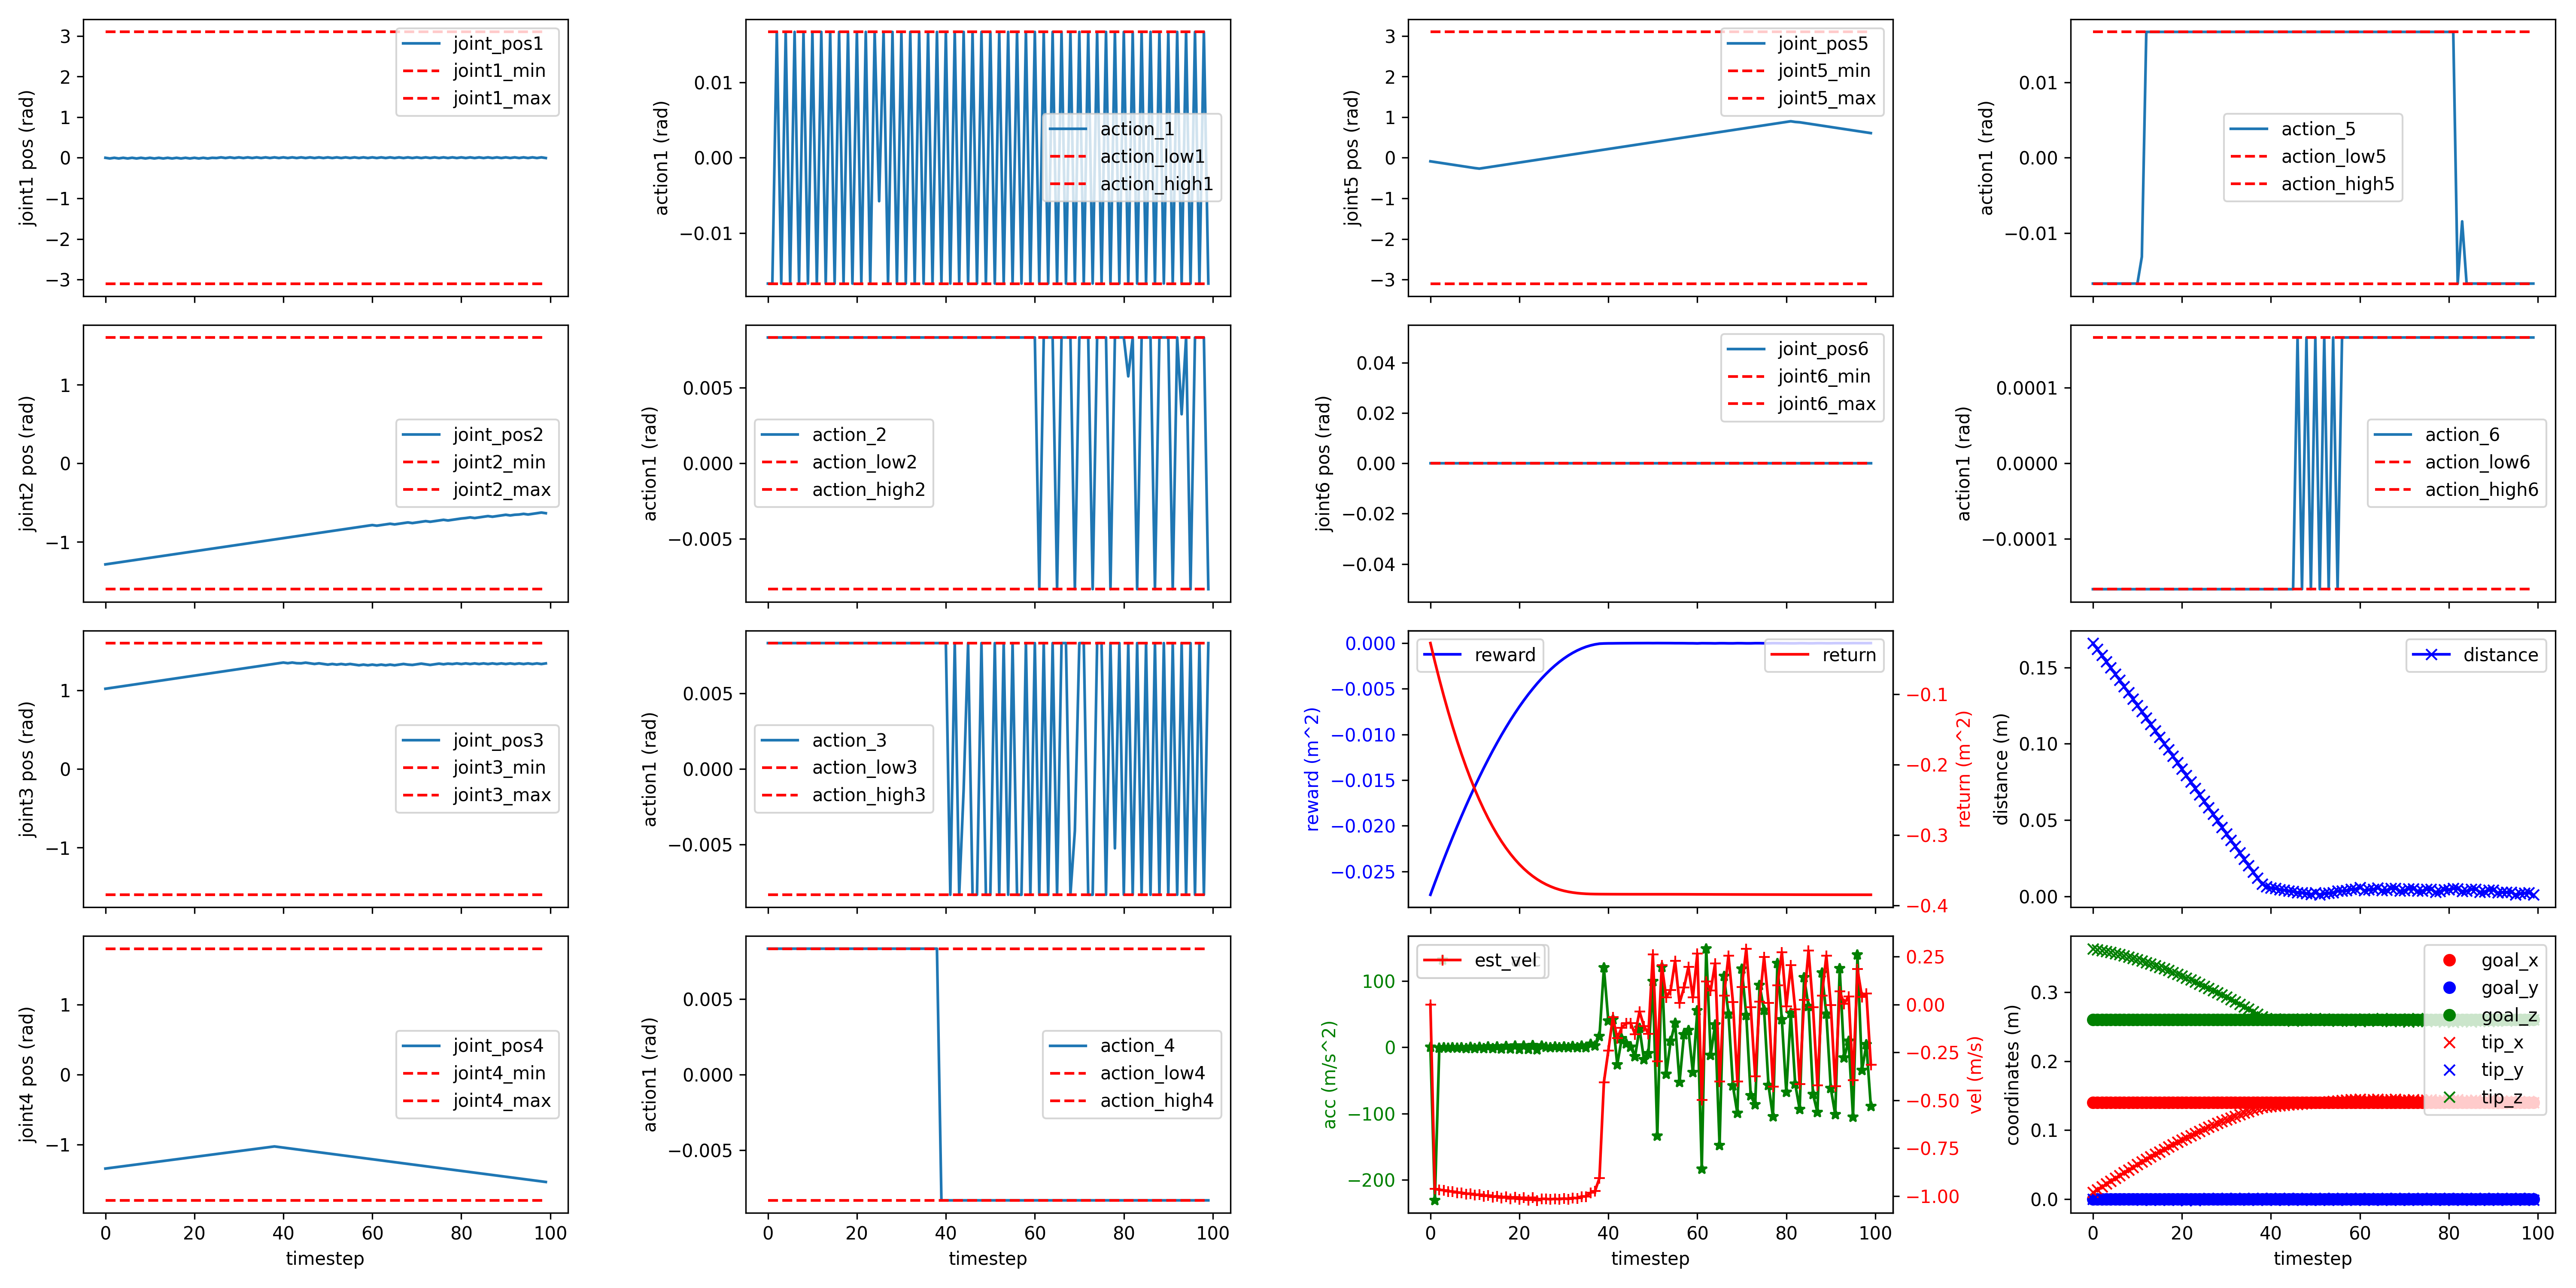 joint1 pos (rad)
3
2
1
0
−1
−2
−3
joint_pos1
joint1_min
joint1_max
action1 (rad)
0.01
0.00
−0.01
action_1
action_low1
action_high1
joint5 pos (rad)
3
2
1
0
−1
−2
−3
joint_pos5
joint5_min
joint5_max
action1 (rad)
0.01
0.00
−0.01
action_5
action_low5
action_high5
joint2 pos (rad)
1
0
−1
joint_pos2
joint2_min
joint2_max
action1 (rad)
0.005
0.000
−0.005
action_2
action_low2
action_high2
joint6 pos (rad)
0.04
0.02
0.00
−0.02
−0.04
joint_pos6
joint6_min
joint6_max
action1 (rad)
0.0001
0.0000
−0.0001
action_6
action_low6
action_high6
joint3 pos (rad)
1
0
−1
joint_pos3
joint3_min
joint3_max
action1 (rad)
0.005
0.000
−0.005
action_3
action_low3
action_high3
reward (m^2)
0.000
−0.005
−0.010
−0.015
−0.020
−0.025
reward
return
−0.1
−0.2
−0.3
−0.4
return (m^2)
distance (m)
0.15
0.10
0.05
0.00
distance
joint4 pos (rad)
1
0
−1
joint_pos4
joint4_min
joint4_max
0 20 40 60 80 100
timestep
action1 (rad)
0.005
0.000
−0.005
action_4
action_low4
action_high4
0 20 40 60 80 100
timestep
acc (m/s^2)
100
0
−100
−200
est_vel
0.25
0.00
−0.25
−0.50
−0.75
−1.00
vel (m/s)
0 20 40 60 80 100
timestep
coordinates (m)
0.3
0.2
0.1
0.0
goal_x
goal_y
goal_z
tip_x
tip_y
tip_z
0 20 40 60 80 100
timestep